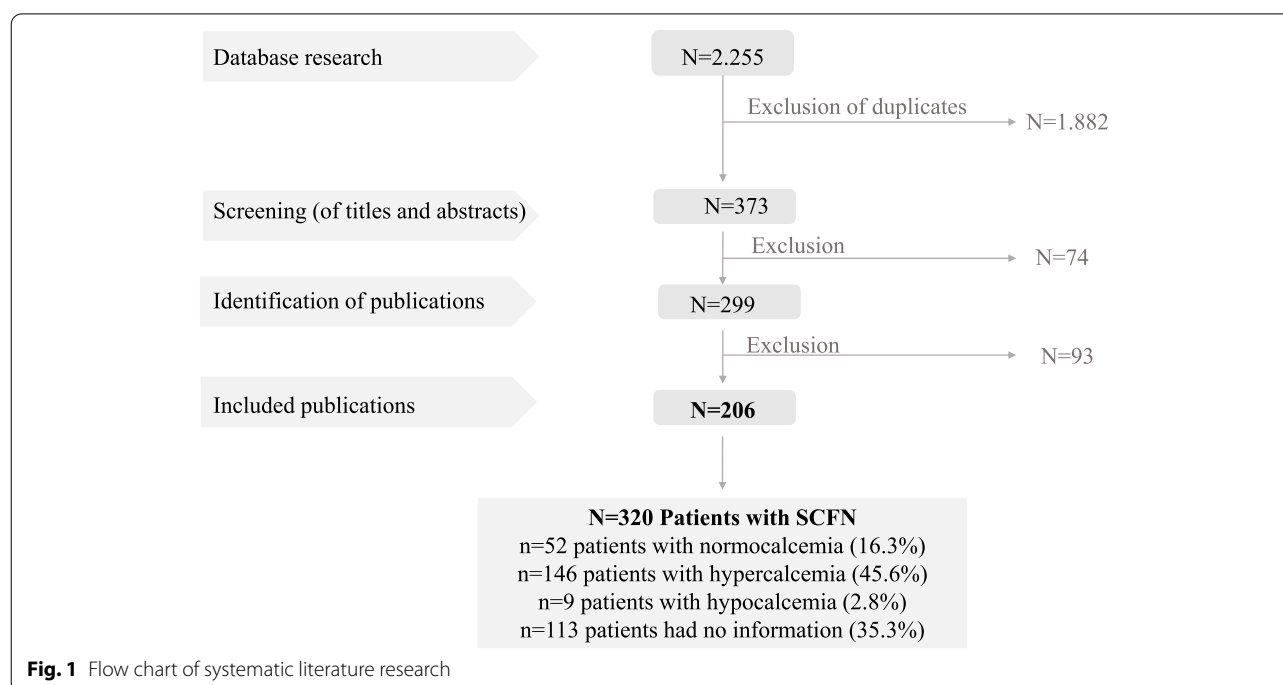 Database research
N=2.255
Exclusion of duplicates
N=1.882
Screening (of titles and abstracts)
N=373
Exclusion
N=74
Identification of publications
N=299
Exclusion
N=93
Included publications
N=206
N=320 Patients with SCFN
n=52 patients with normocalcemia (16.3%)
n=146 patients with hypercalcemia (45.6%)
n=9 patients with hypocalcemia (2.8%)
n=113 patients had no information (35.3%)
Fig. 1 Flow chart of systematic literature research